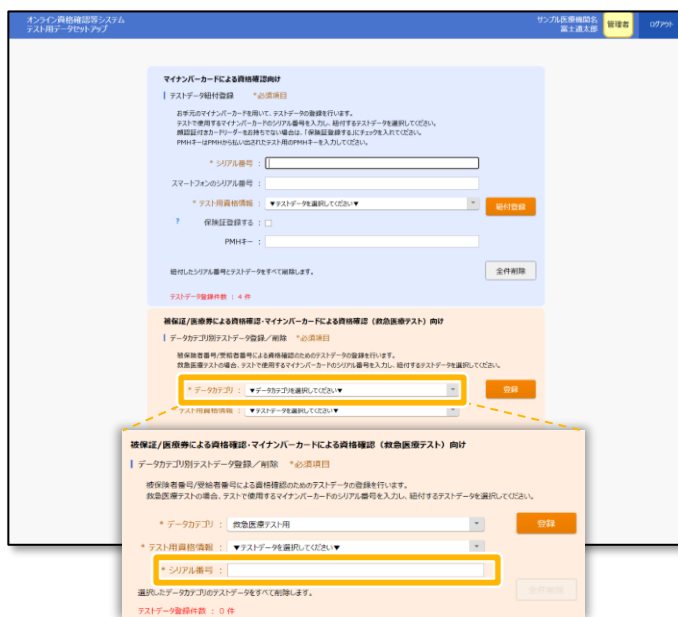 オンライン資格確認等システム
テスト用データセットアップ
サンプル医療機関名
富士通太郎
管理者
ログアウト
マイナンバーカードによる資格確認向け
テストデータ紐付登録 *必須項目
お手元のマイナンバーカードを用いて、テストデータの登録を行います。
テストで使用するマイナンバーカードのシリアル番号を入力し、紐付するテストデータを選択してください。
顔認証付きカードリーダーをお持ちでない場合は、「保険証登録する」にチェックを入れてください。
PMHキーはPMHから払い出されたテスト用のPMHキーを入力してください。
* シリアル番号 :
スマートフォンのシリアル番号 :
* テスト用資格情報 : ▼テストデータを選択してください▼
紐付登録
? 保険証登録する :
PMHキー :
紐付したシリアル番号とテストデータをすべて削除します。
全件削除
テストデータ登録件数 : 4 件
被保証/医療券による資格確認・マイナンバーカードによる資格確認（救急医療テスト）向け
データカテゴリ別テストデータ登録／削除 *必須項目
被保険者番号/受給者番号による資格確認のためのテストデータの登録を行います。
救急医療テストの場合、テストで使用するマイナンバーカードのシリアル番号を入力し、紐付するテストデータを選択してください。
* データカテゴリ : ▼データカテゴリを選択してください▼
登録
* テスト用資格情報 : ▼テストデータを選択してください▼
被保証/医療券による資格確認・マイナンバーカードによる資格確認（救急医療テスト）向け
データカテゴリ別テストデータ登録／削除 *必須項目
被保険者番号/受給者番号による資格確認のためのテストデータの登録を行います。
救急医療テストの場合、テストで使用するマイナンバーカードのシリアル番号を入力し、紐付するテストデータを選択してください。
* データカテゴリ : 救急医療テスト用
登録
* テスト用資格情報 : ▼テストデータを選択してください▼
* シリアル番号 :
選択したデータカテゴリのテストデータをすべて削除します。
全件削除
テストデータ登録件数 : 0 件